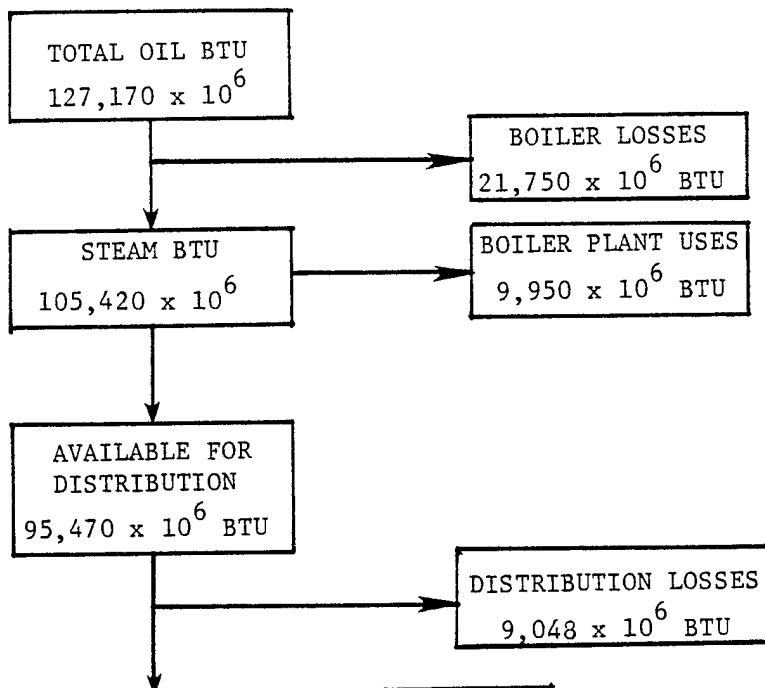 TOTAL OIL BTU
127,170 x 10^6
BOILER LOSSES
21,750 x 10^6 BTU
STEAM BTU
105,420 x 10^6
BOILER PLANT USES
9,950 x 10^6 BTU
AVAILABLE FOR
DISTRIBUTION
95,470 x 10^6 BTU
DISTRIBUTION LOSSES
9,048 x 10^6 BTU